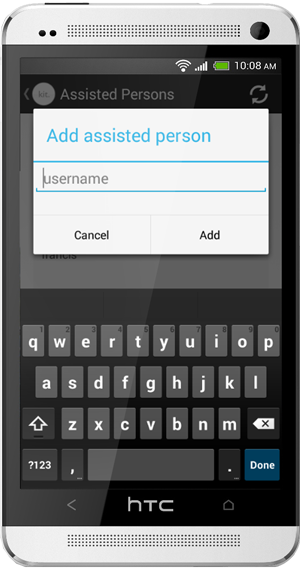 10:08 AM
Assisted Persons
Add assisted person
username
Cancel Add
francis
q w e r t y u i o p
a s d f g h j k l
z x c v b n m
?123 , . Done
hTC